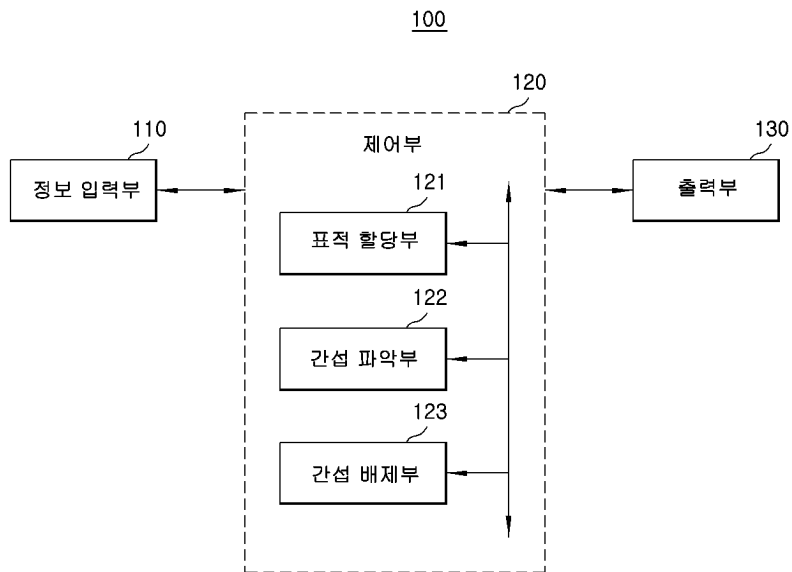 100
120
110
130
제어부
정보 입력부
출력부
121
표적 할당부
122
간섭 파악부
123
간섭 배제부